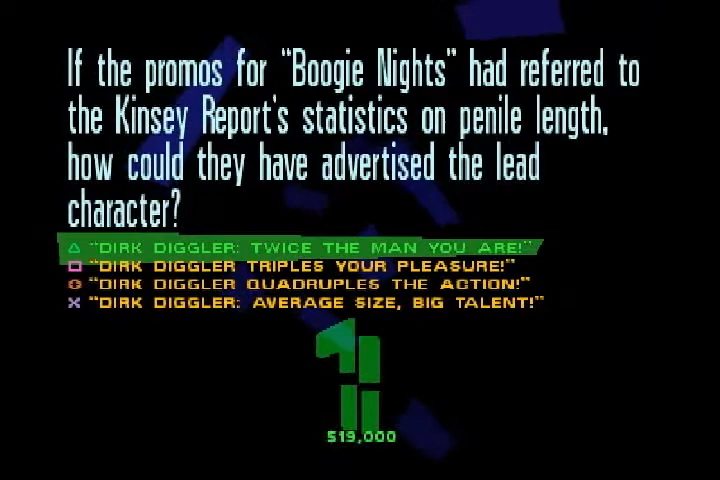 If the promos for “Boogie Nights” had referred to
the Kinsey Report's statistics on penile length,
how could they have advertised the lead
character?
“DIRK DIGGLER: TWICE THE MAN YOU ARE!”
“DIRK DIGGLER TRIPLES YOUR PLEASURE!”
“DIRK DIGGLER QUADRUPLES THE ACTION!”
“DIRK DIGGLER: AVERAGE SIZE, BIG TALENT!”
1
$19,000